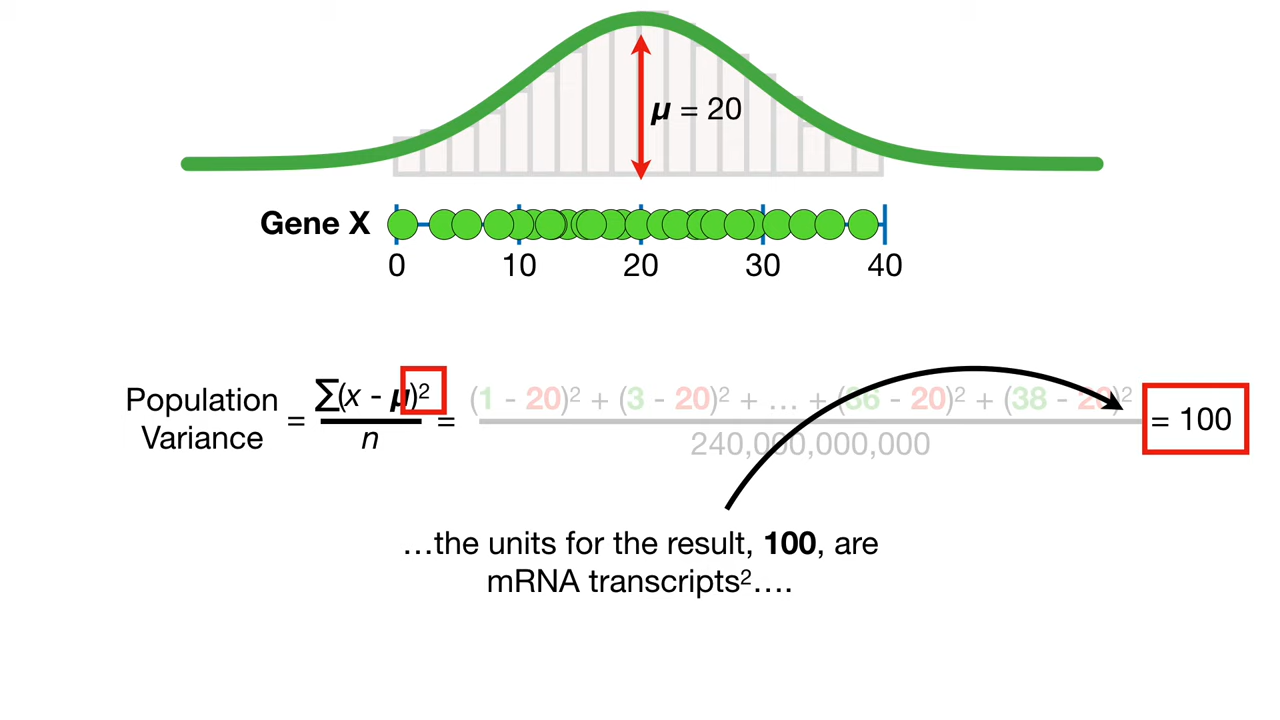 μ = 20
Gene X
0 10 20 30 40
Population Variance = ∑(x - μ)² / n = (1 - 20)² + (3 - 20)² + … + (36 - 20)² + (38 - 20)² / 240,000,000,000 = 100
…the units for the result, 100, are
mRNA transcripts²….